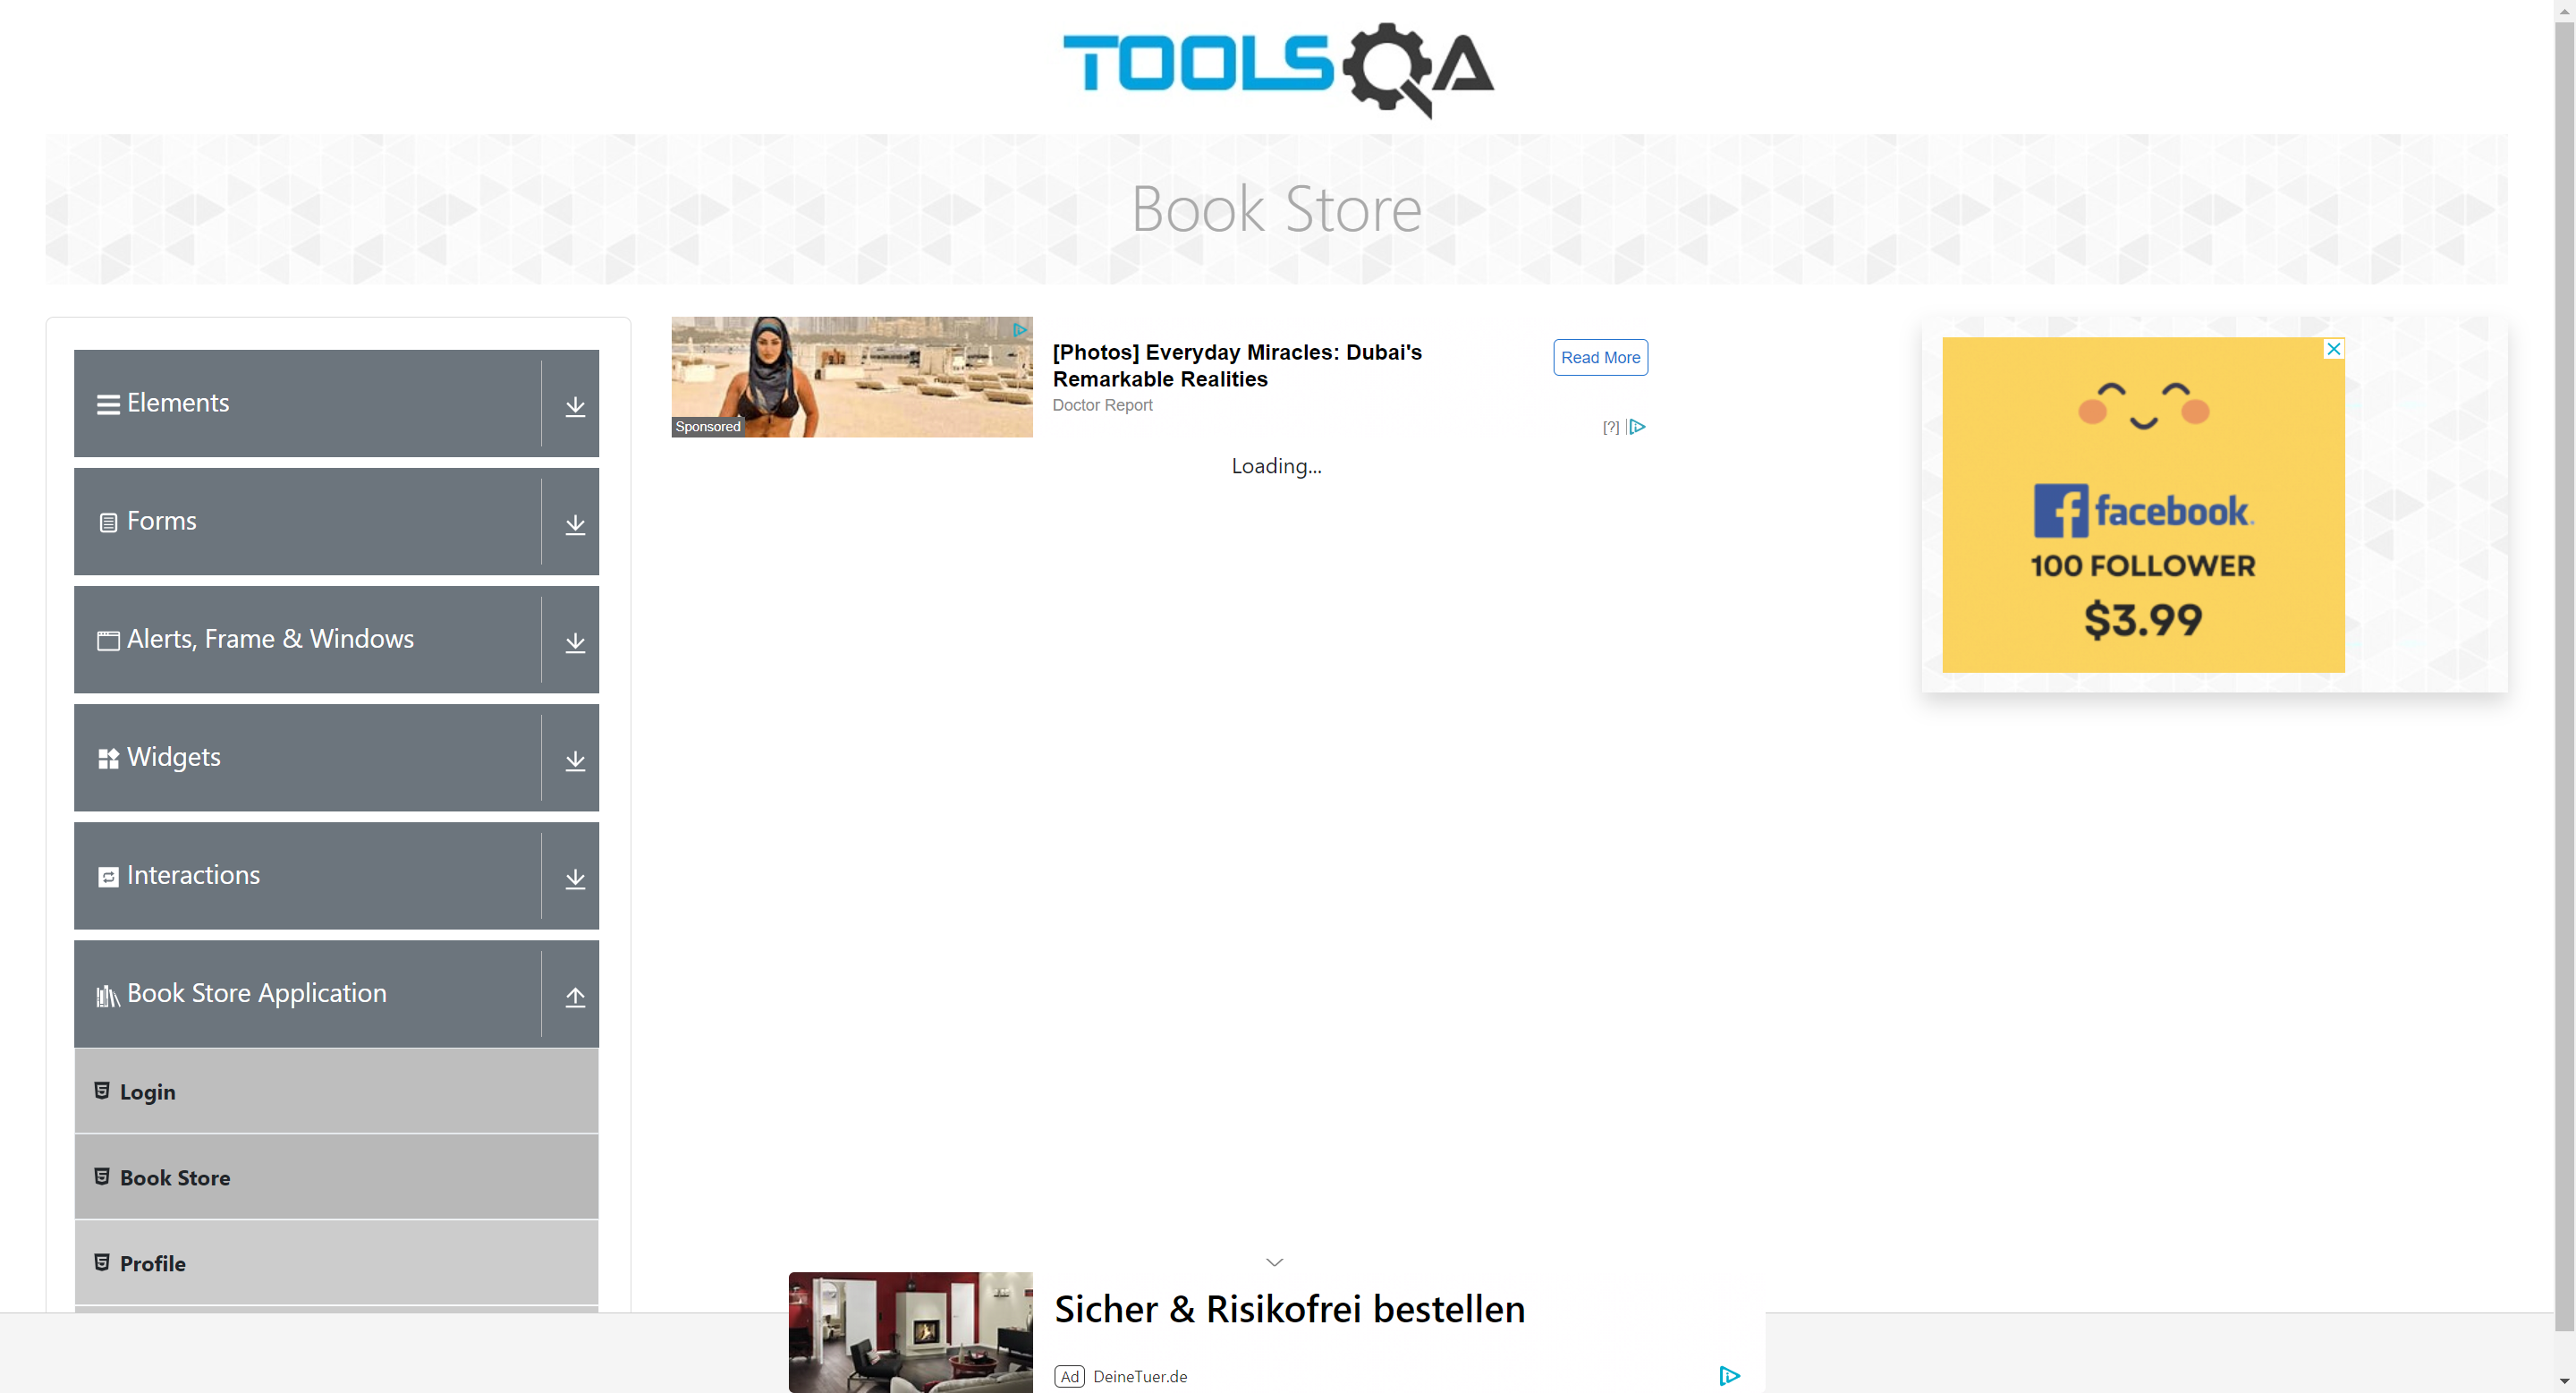 TOOLSQA
Book Store
Elements
Forms
Alerts, Frame & Windows
Widgets
Interactions
Book Store Application
Login
Book Store
Profile
Sponsored
[Photos] Everyday Miracles: Dubai's
Remarkable Realities
Doctor Report
Read More
[?]
Loading...
facebook.
100 FOLLOWER
$3.99
Sicher & Risikofrei bestellen
Ad DeineTuer.de